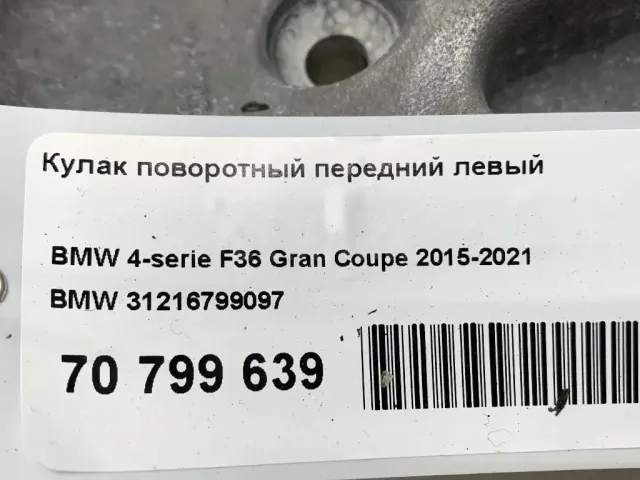 Кулак поворотный передний левый
BMW 4-serie F36 Gran Coupe 2015-2021
BMW 31216799097
70 799 639